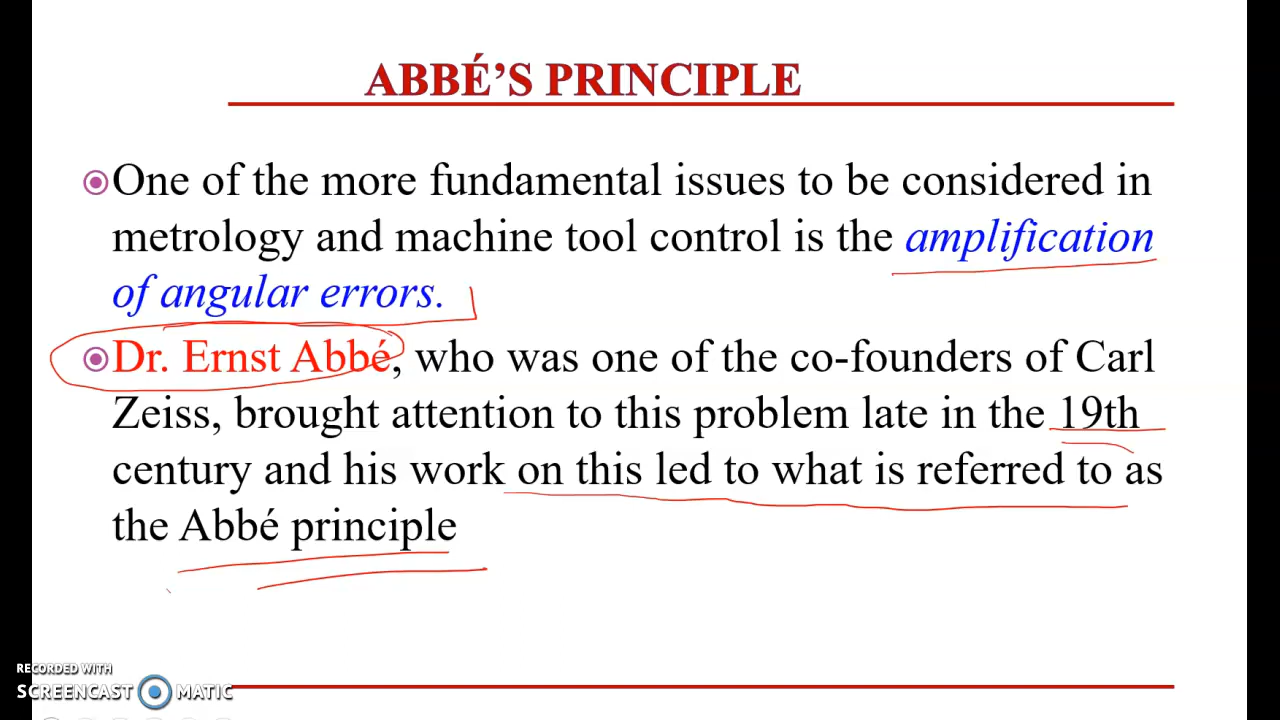 ABBÉ’S PRINCIPLE
One of the more fundamental issues to be considered in
metrology and machine tool control is the amplification
of angular errors.
Dr. Ernst Abbé, who was one of the co-founders of Carl
Zeiss, brought attention to this problem late in the 19th
century and his work on this led to what is referred to as
the Abbé principle
RECORDED WITH
SCREENCAST MATIC